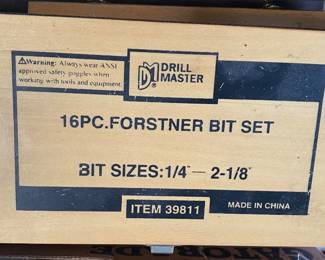 ⚠Warning: Always wear ANSI
approved safety goggles when
working with tools and equipment.
DM
DRILL
MASTER
16PC.FORSTNER BIT SET
BIT SIZES:1/4" — 2-1/8"
ITEM 39811
MADE IN CHINA